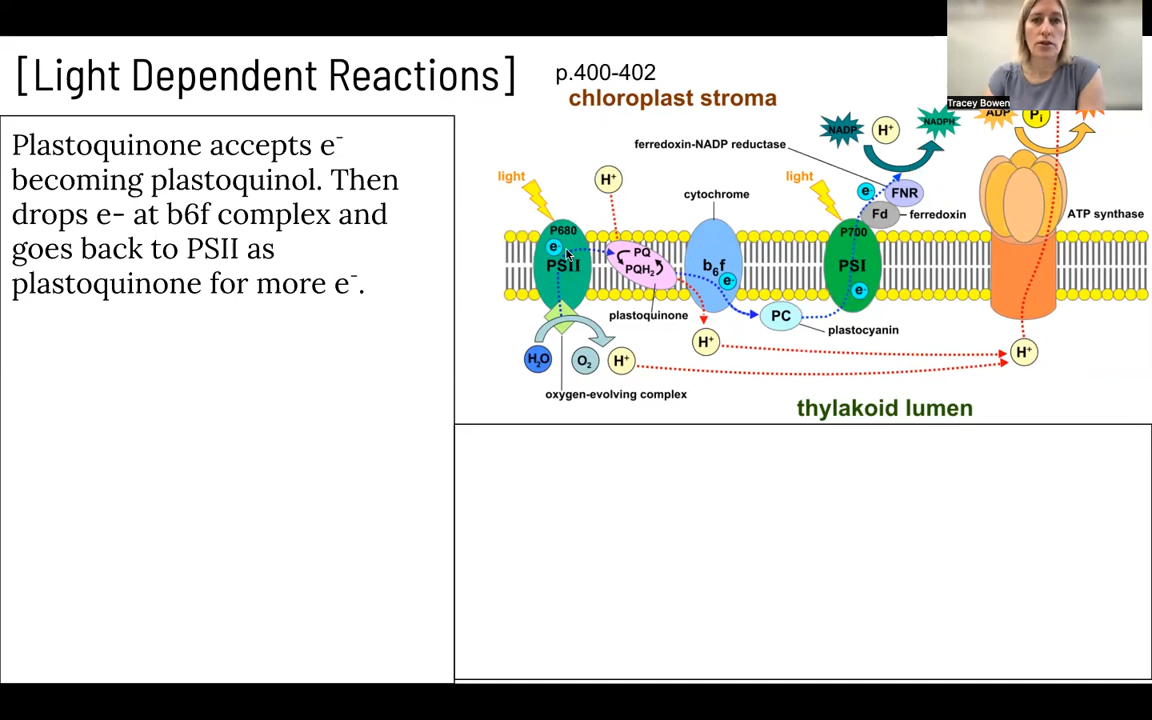 [Light Dependent Reactions]
p.400-402
Tracey Bowen
Plastoquinone accepts e⁻
becoming plastoquinol. Then
drops e- at b6f complex and
goes back to PSII as
plastoquinone for more e⁻.
chloroplast stroma
NADP
H⁺
NADPH
ADP
Pᵢ
ferredoxin-NADP reductase
light
H⁺
cytochrome
light
e⁻
FNR
Fd
ferredoxin
ATP synthase
P680
e⁻
PSII
PQ
PQH₂
b₆f
e⁻
P700
PSI
e⁻
plastoquinone
PC
plastocyanin
H₂O
O₂
H⁺
H⁺
H⁺
oxygen-evolving complex
thylakoid lumen